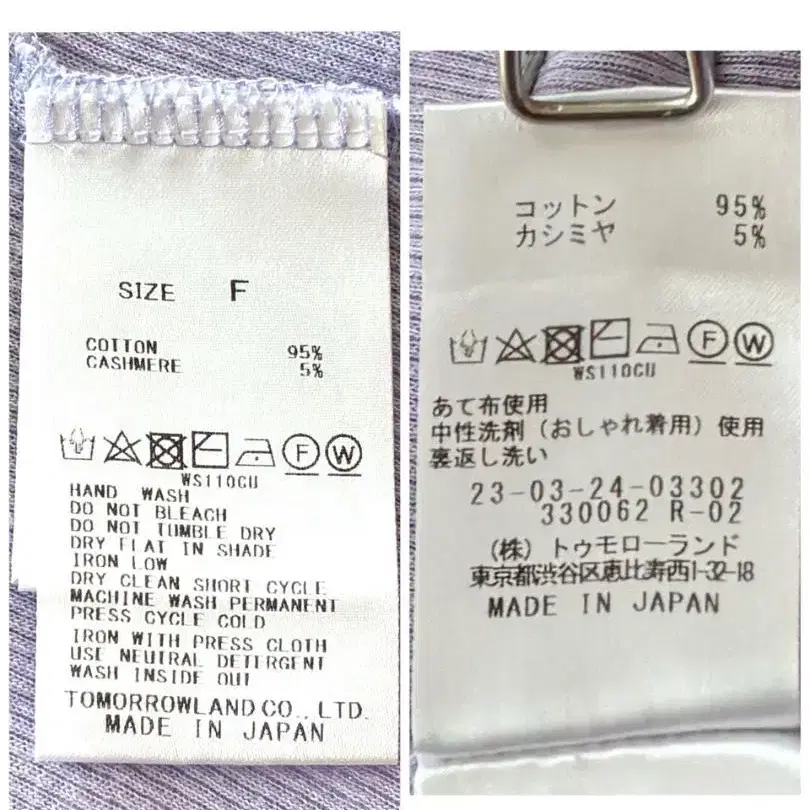 SIZE F
COTTON 95%
CASHMERE 5%
F W
WS110CU
HAND WASH
DO NOT BLEACH
DO NOT TUMBLE DRY
DRY FLAT IN SHADE
IRON LOW
DRY CLEAN SHORT CYCLE
MACHINE WASH PERMANENT
PRESS CYCLE COLD
IRON WITH PRESS CLOTH
USE NEUTRAL DETERGENT
WASH INSIDE OUT
TOMORROWLAND CO., LTD.
MADE IN JAPAN
コットン 95%
カシミヤ 5%
F W
WS110CU
あて布使用
中性洗剤(おしゃれ着用)使用
裏返し洗い
23-03-24-03302
330062 R-02
(株)トゥモローランド
東京都渋谷区恵比寿西1-32-18
MADE IN JAPAN